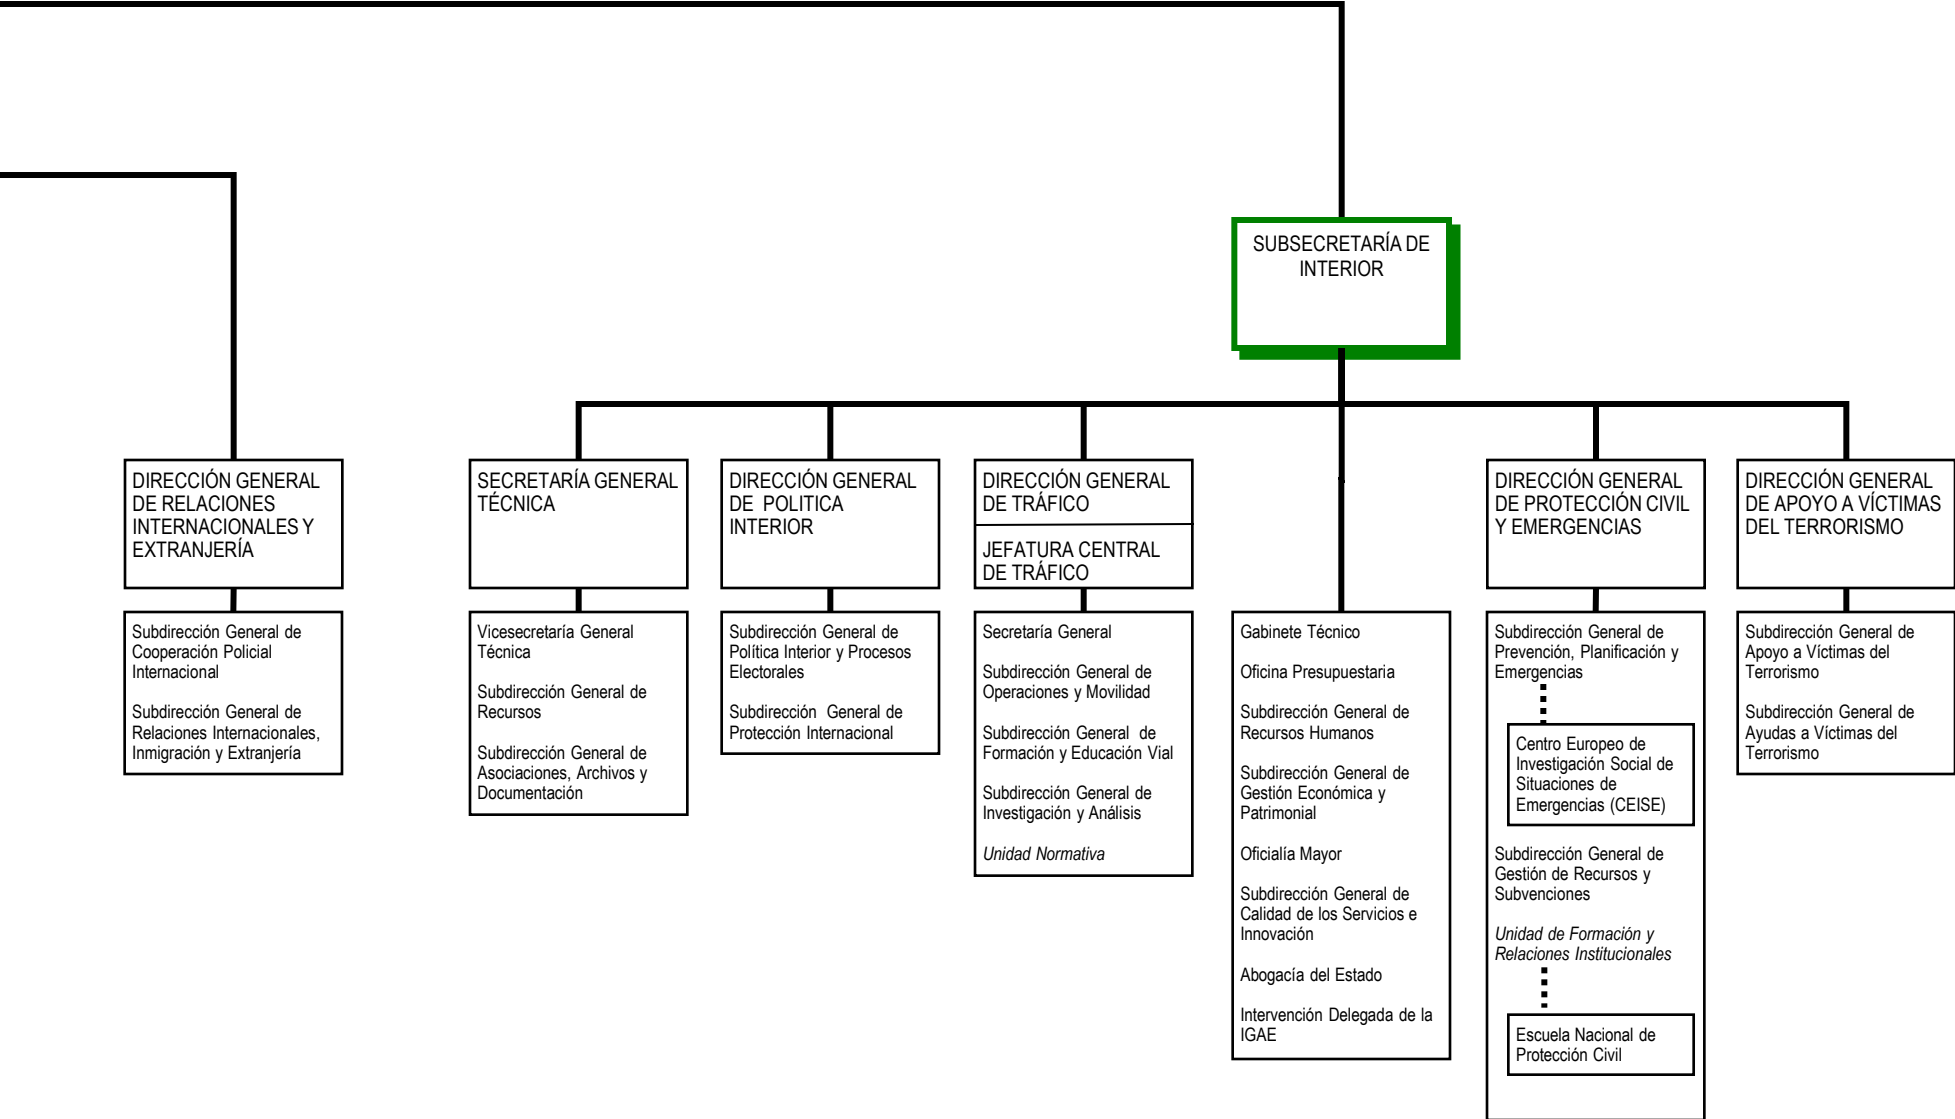 SUBSECRETARÍA DE
INTERIOR
DIRECCIÓN GENERAL
DE RELACIONES
INTERNACIONALES Y
EXTRANJERÍA
Subdirección General de
Cooperación Policial
Internacional
Subdirección General de
Relaciones Internacionales,
Inmigración y Extranjería
SECRETARÍA GENERAL
TÉCNICA
Vicesecretaría General
Técnica
Subdirección General de
Recursos
Subdirección General de
Asociaciones, Archivos y
Documentación
DIRECCIÓN GENERAL
DE POLITICA
INTERIOR
Subdirección General de
Política Interior y Procesos
Electorales
Subdirección General de
Protección Internacional
DIRECCIÓN GENERAL
DE TRÁFICO
JEFATURA CENTRAL
DE TRÁFICO
Secretaría General
Subdirección General de
Operaciones y Movilidad
Subdirección General de
Formación y Educación Vial
Subdirección General de
Investigación y Análisis
Unidad Normativa
Gabinete Técnico
Oficina Presupuestaria
Subdirección General de
Recursos Humanos
Subdirección General de
Gestión Económica y
Patrimonial
Oficialía Mayor
Subdirección General de
Calidad de los Servicios e
Innovación
Abogacía del Estado
Intervención Delegada de la
IGAE
DIRECCIÓN GENERAL
DE PROTECCIÓN CIVIL
Y EMERGENCIAS
Subdirección General de
Prevención, Planificación y
Emergencias
Centro Europeo de
Investigación Social de
Situaciones de
Emergencias (CEISE)
Subdirección General de
Gestión de Recursos y
Subvenciones
Unidad de Formación y
Relaciones Institucionales
Escuela Nacional de
Protección Civil
DIRECCIÓN GENERAL
DE APOYO A VÍCTIMAS
DEL TERRORISMO
Subdirección General de
Apoyo a Víctimas del
Terrorismo
Subdirección General de
Ayudas a Víctimas del
Terrorismo